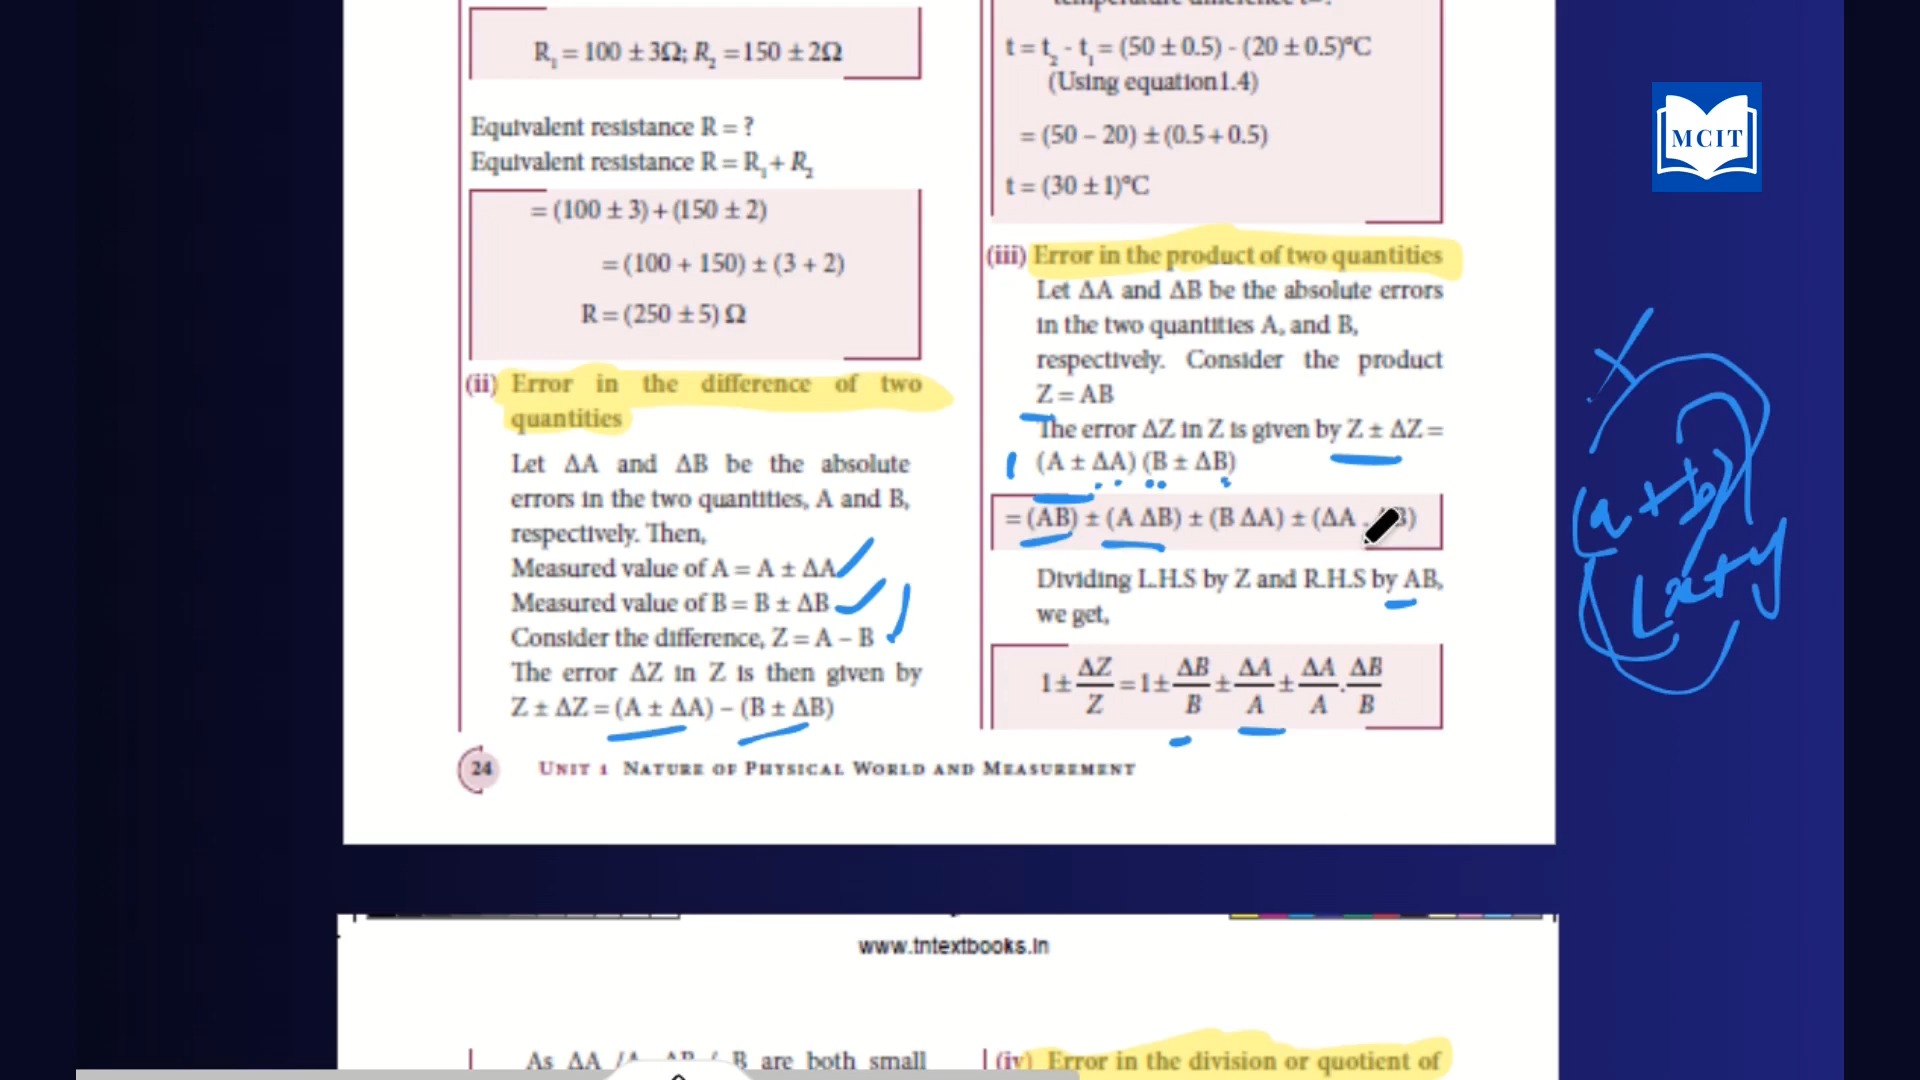 R₁ = 100 ± 3Ω; R₂ = 150 ± 2Ω
Equivalent resistance R = ?
Equivalent resistance R = R₁ + R₂
= (100 ± 3) + (150 ± 2)
= (100 + 150) ± (3 + 2)
R = (250 ± 5) Ω
(ii) Error in the difference of two
quantities
Let ΔA and ΔB be the absolute
errors in the two quantities, A and B,
respectively. Then,
Measured value of A = A ± ΔA
Measured value of B = B ± ΔB
Consider the difference, Z = A – B
The error ΔZ in Z is then given by
Z ± ΔZ = (A ± ΔA) – (B ± ΔB)
t = t₂ - t₁ = (50 ± 0.5) - (20 ± 0.5)°C
(Using equation1.4)
= (50 – 20) ± (0.5 + 0.5)
t = (30 ± 1)°C
(iii) Error in the product of two quantities
Let ΔA and ΔB be the absolute errors
in the two quantities A, and B,
respectively. Consider the product
Z = AB
The error ΔZ in Z is given by Z ± ΔZ =
(A ± ΔA) (B ± ΔB)
= (AB) ± (A ΔB) ± (B ΔA) ± (ΔA . B)
Dividing L.H.S by Z and R.H.S by AB,
we get,
1 ± ΔZ/Z = 1 ± ΔB/B ± ΔA/A ± ΔA/A . ΔB/B
24 UNIT 1 NATURE OF PHYSICAL WORLD AND MEASUREMENT
MCIT
(a+b)
(x+y
www.tntextbooks.in
As ΔA B are both small
(iv) Error in the division or quotient of